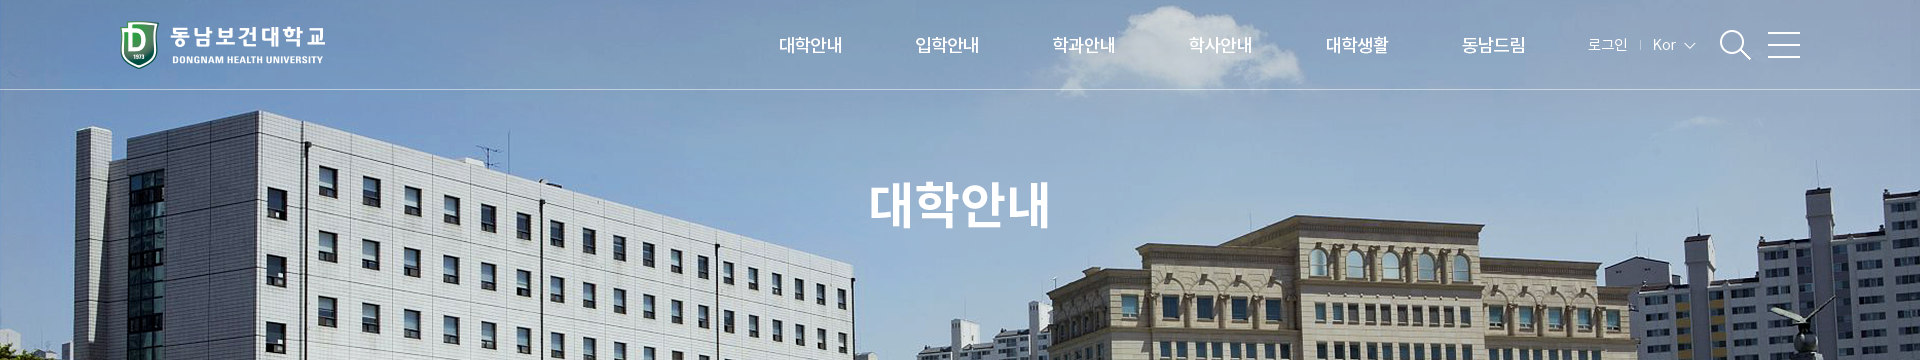 동남보건대학교
DONGNAM HEALTH UNIVERSITY
D
1973
대학안내 입학안내 학과안내 학사안내 대학생활 동남드림 로그인 Kor
대학안내